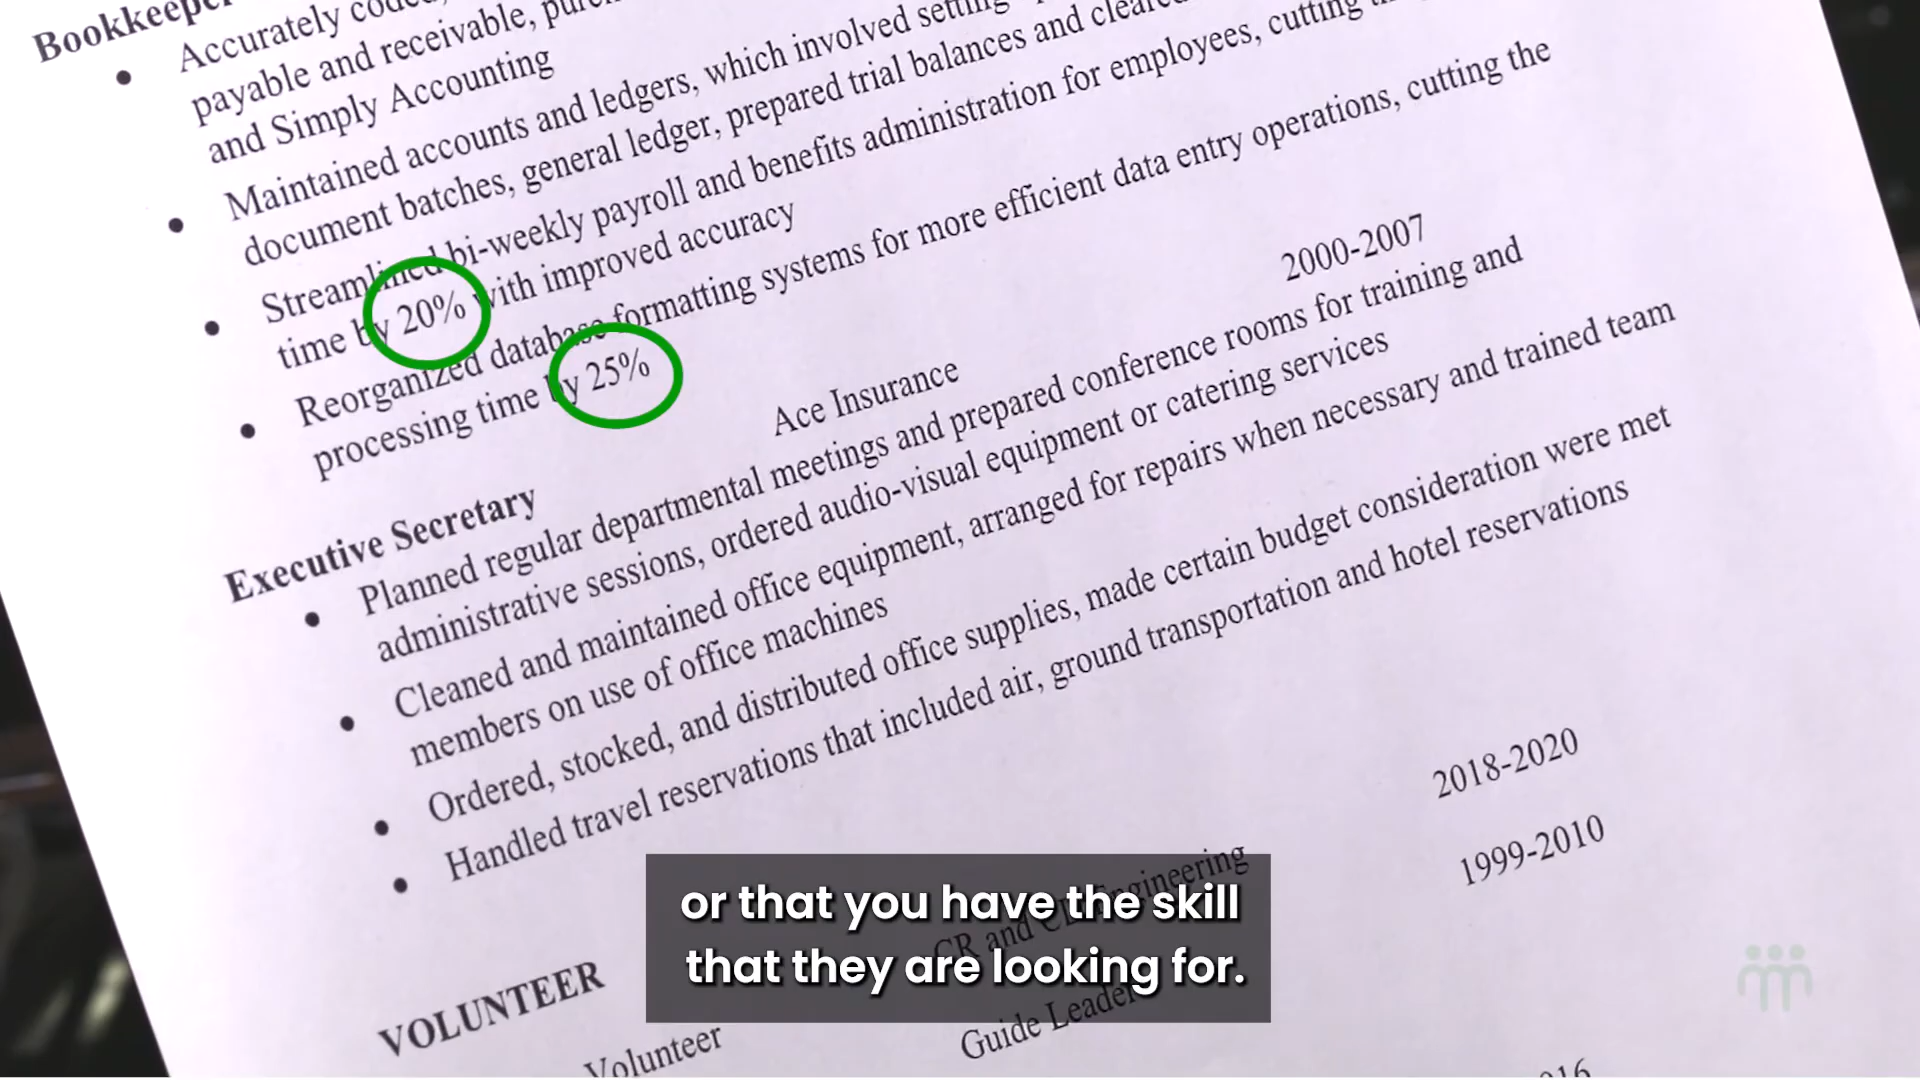 Bookkeeper
• Accurately coded,
payable and receivable,
and Simply Accounting
• Maintained accounts and ledgers, which involved setting
document batches, general ledger, prepared trial balances and cleared
• Streamlined bi-weekly payroll and benefits administration for employees, cutting
time by 20% with improved accuracy
• Reorganized database formatting systems for more efficient data entry operations, cutting the
processing time by 25%
Executive Secretary Ace Insurance 2000-2007
• Planned regular departmental meetings and prepared conference rooms for training and
administrative sessions, ordered audio-visual equipment or catering services
• Cleaned and maintained office equipment, arranged for repairs when necessary and trained team
members on use of office machines
• Ordered, stocked, and distributed office supplies, made certain budget consideration were met
• Handled travel reservations that included air, ground transportation and hotel reservations
VOLUNTEER
Volunteer CR and Engineering 2018-2020
Guide Leader 1999-2010
or that you have the skill
that they are looking for.